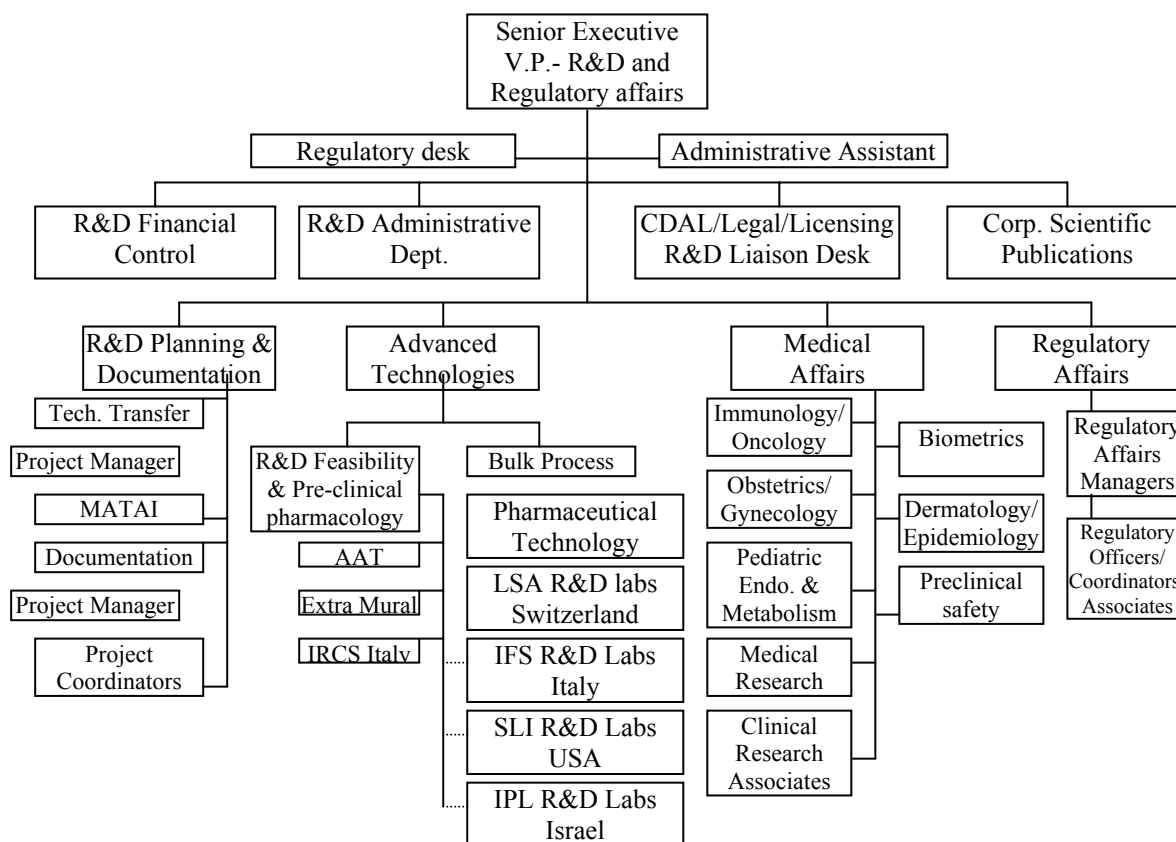 Senior Executive
V.P.- R&D and
Regulatory affairs
Regulatory desk
Administrative Assistant
R&D Financial
Control
R&D Administrative
Dept.
CDAL/Legal/Licensing
R&D Liaison Desk
Corp. Scientific
Publications
R&D Planning &
Documentation
Advanced
Technologies
Medical
Affairs
Regulatory
Affairs
Tech. Transfer
Project Manager
MATAI
Documentation
Project Manager
Project
Coordinators
R&D Feasibility
& Pre-clinical
pharmacology
AAT
Extra Mural
IRCS Italy
Bulk Process
Pharmaceutical
Technology
LSA R&D labs
Switzerland
IFS R&D Labs
Italy
SLI R&D Labs
USA
IPL R&D Labs
Israel
Immunology/
Oncology
Obstetrics/
Gynecology
Pediatric
Endo. &
Metabolism
Medical
Research
Clinical
Research
Associates
Biometrics
Dermatology/
Epidemiology
Preclinical
safety
Regulatory
Affairs
Managers
Regulatory
Officers/
Coordinators
Associates